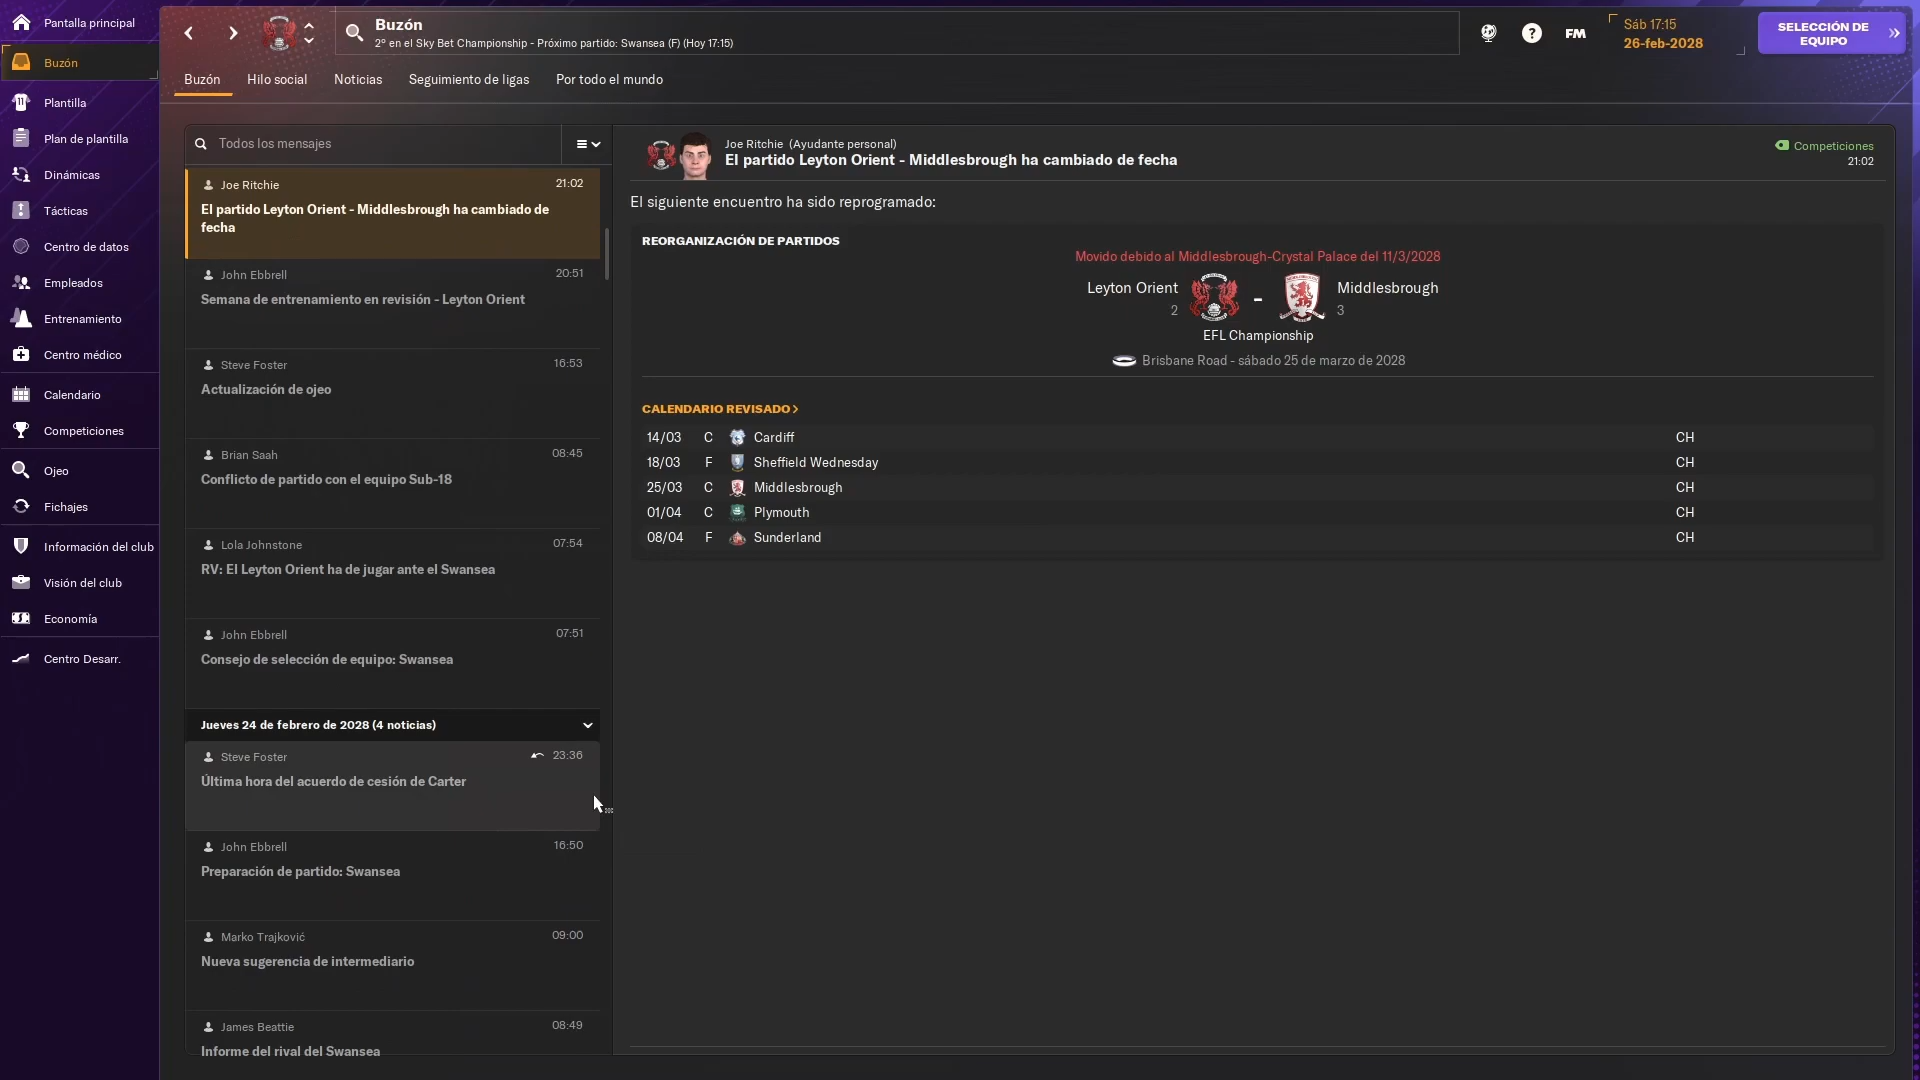 Pantalla principal
Buzón
Plantilla
Plan de plantilla
Dinámicas
Tácticas
Centro de datos
Empleados
Entrenamiento
Centro médico
Calendario
Competiciones
Ojeo
Fichajes
Información del club
Visión del club
Economía
Centro Desarr.
Buzón
2º en el Sky Bet Championship - Próximo partido: Swansea (F) (Hoy 17:15)
?
FM
Sáb 17:15
26-feb-2028
SELECCIÓN DE
EQUIPO
Buzón
Hilo social
Noticias
Seguimiento de ligas
Por todo el mundo
Todos los mensajes
Joe Ritchie 21:02
El partido Leyton Orient - Middlesbrough ha cambiado de
fecha
John Ebbrell 20:51
Semana de entrenamiento en revisión - Leyton Orient
Steve Foster 16:53
Actualización de ojeo
Brian Saah 08:45
Conflicto de partido con el equipo Sub-18
Lola Johnstone 07:54
RV: El Leyton Orient ha de jugar ante el Swansea
John Ebbrell 07:51
Consejo de selección de equipo: Swansea
Jueves 24 de febrero de 2028 (4 noticias)
Steve Foster 23:36
Última hora del acuerdo de cesión de Carter
John Ebbrell 16:50
Preparación de partido: Swansea
Marko Trajković 09:00
Nueva sugerencia de intermediario
James Beattie 08:49
Informe del rival del Swansea
Joe Ritchie (Ayudante personal)
El partido Leyton Orient - Middlesbrough ha cambiado de fecha
Competiciones
21:02
El siguiente encuentro ha sido reprogramado:
REORGANIZACIÓN DE PARTIDOS
Movido debido al Middlesbrough-Crystal Palace del 11/3/2028
Leyton Orient - Middlesbrough
2 3
EFL Championship
Brisbane Road - sábado 25 de marzo de 2028
CALENDARIO REVISADO >
14/03 C Cardiff CH
18/03 F Sheffield Wednesday CH
25/03 C Middlesbrough CH
01/04 C Plymouth CH
08/04 F Sunderland CH